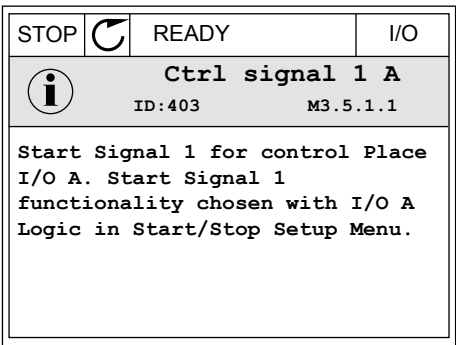 STOP READY I/O
Ctrl signal 1 A
ID:403 M3.5.1.1
Start Signal 1 for control Place
I/O A. Start Signal 1
functionality chosen with I/O A
Logic in Start/Stop Setup Menu.